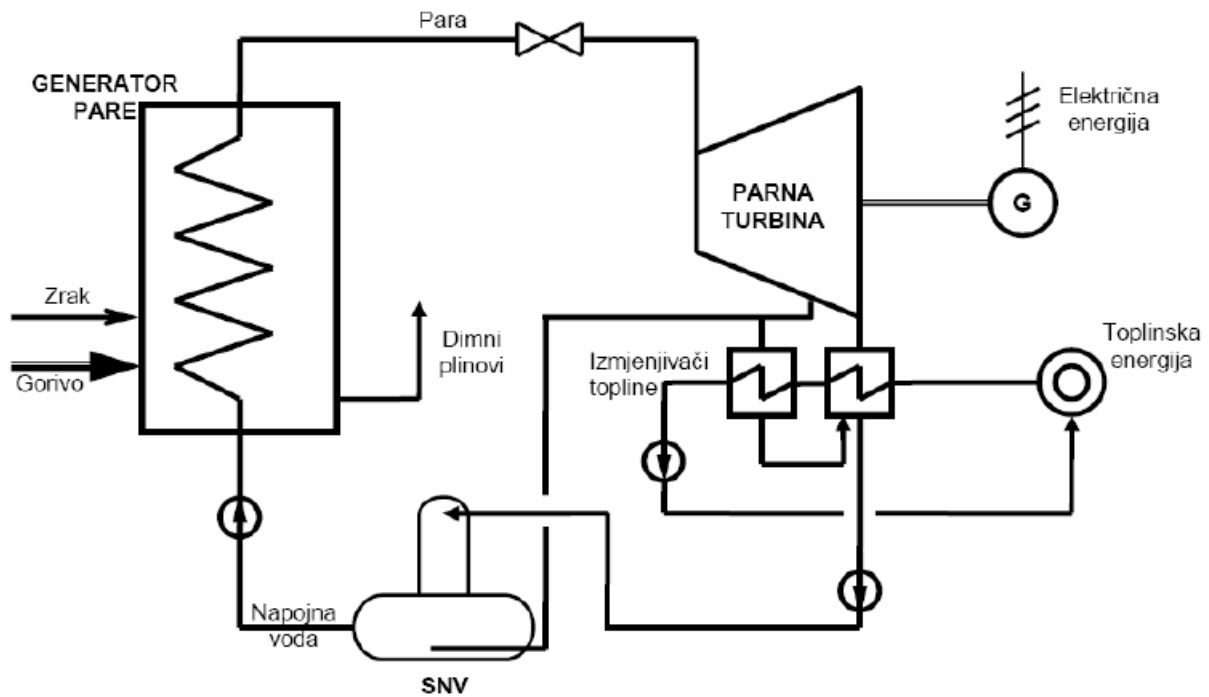 Para
GENERATOR
PARE
Električna
energija
PARNA
TURBINA
G
Zrak
Gorivo
Dimni
plinovi
Izmjenjivači
topline
Toplinska
energija
Napojna
voda
SNV